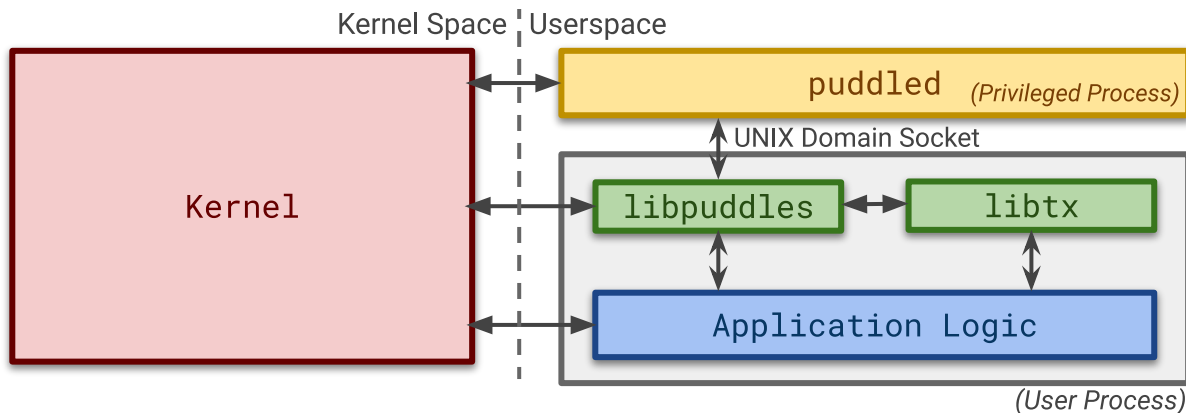 Kernel Space
Userspace
puddled
(Privileged Process)
UNIX Domain Socket
Kernel
libpuddles
libtx
Application Logic
(User Process)